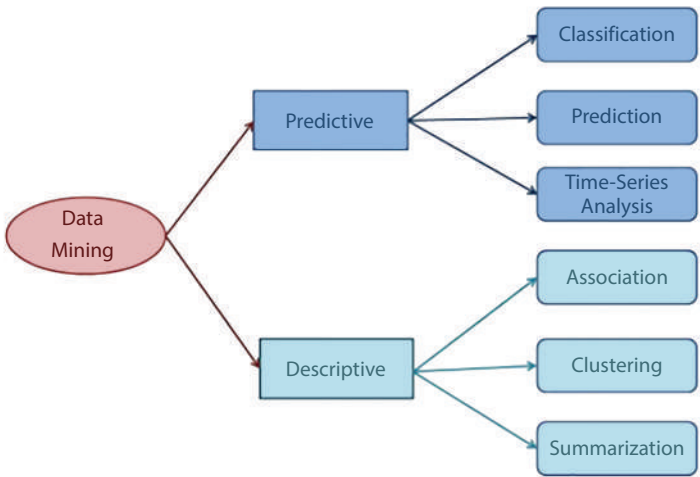 Data
Mining
Predictive
Classification
Prediction
Time-Series
Analysis
Descriptive
Association
Clustering
Summarization